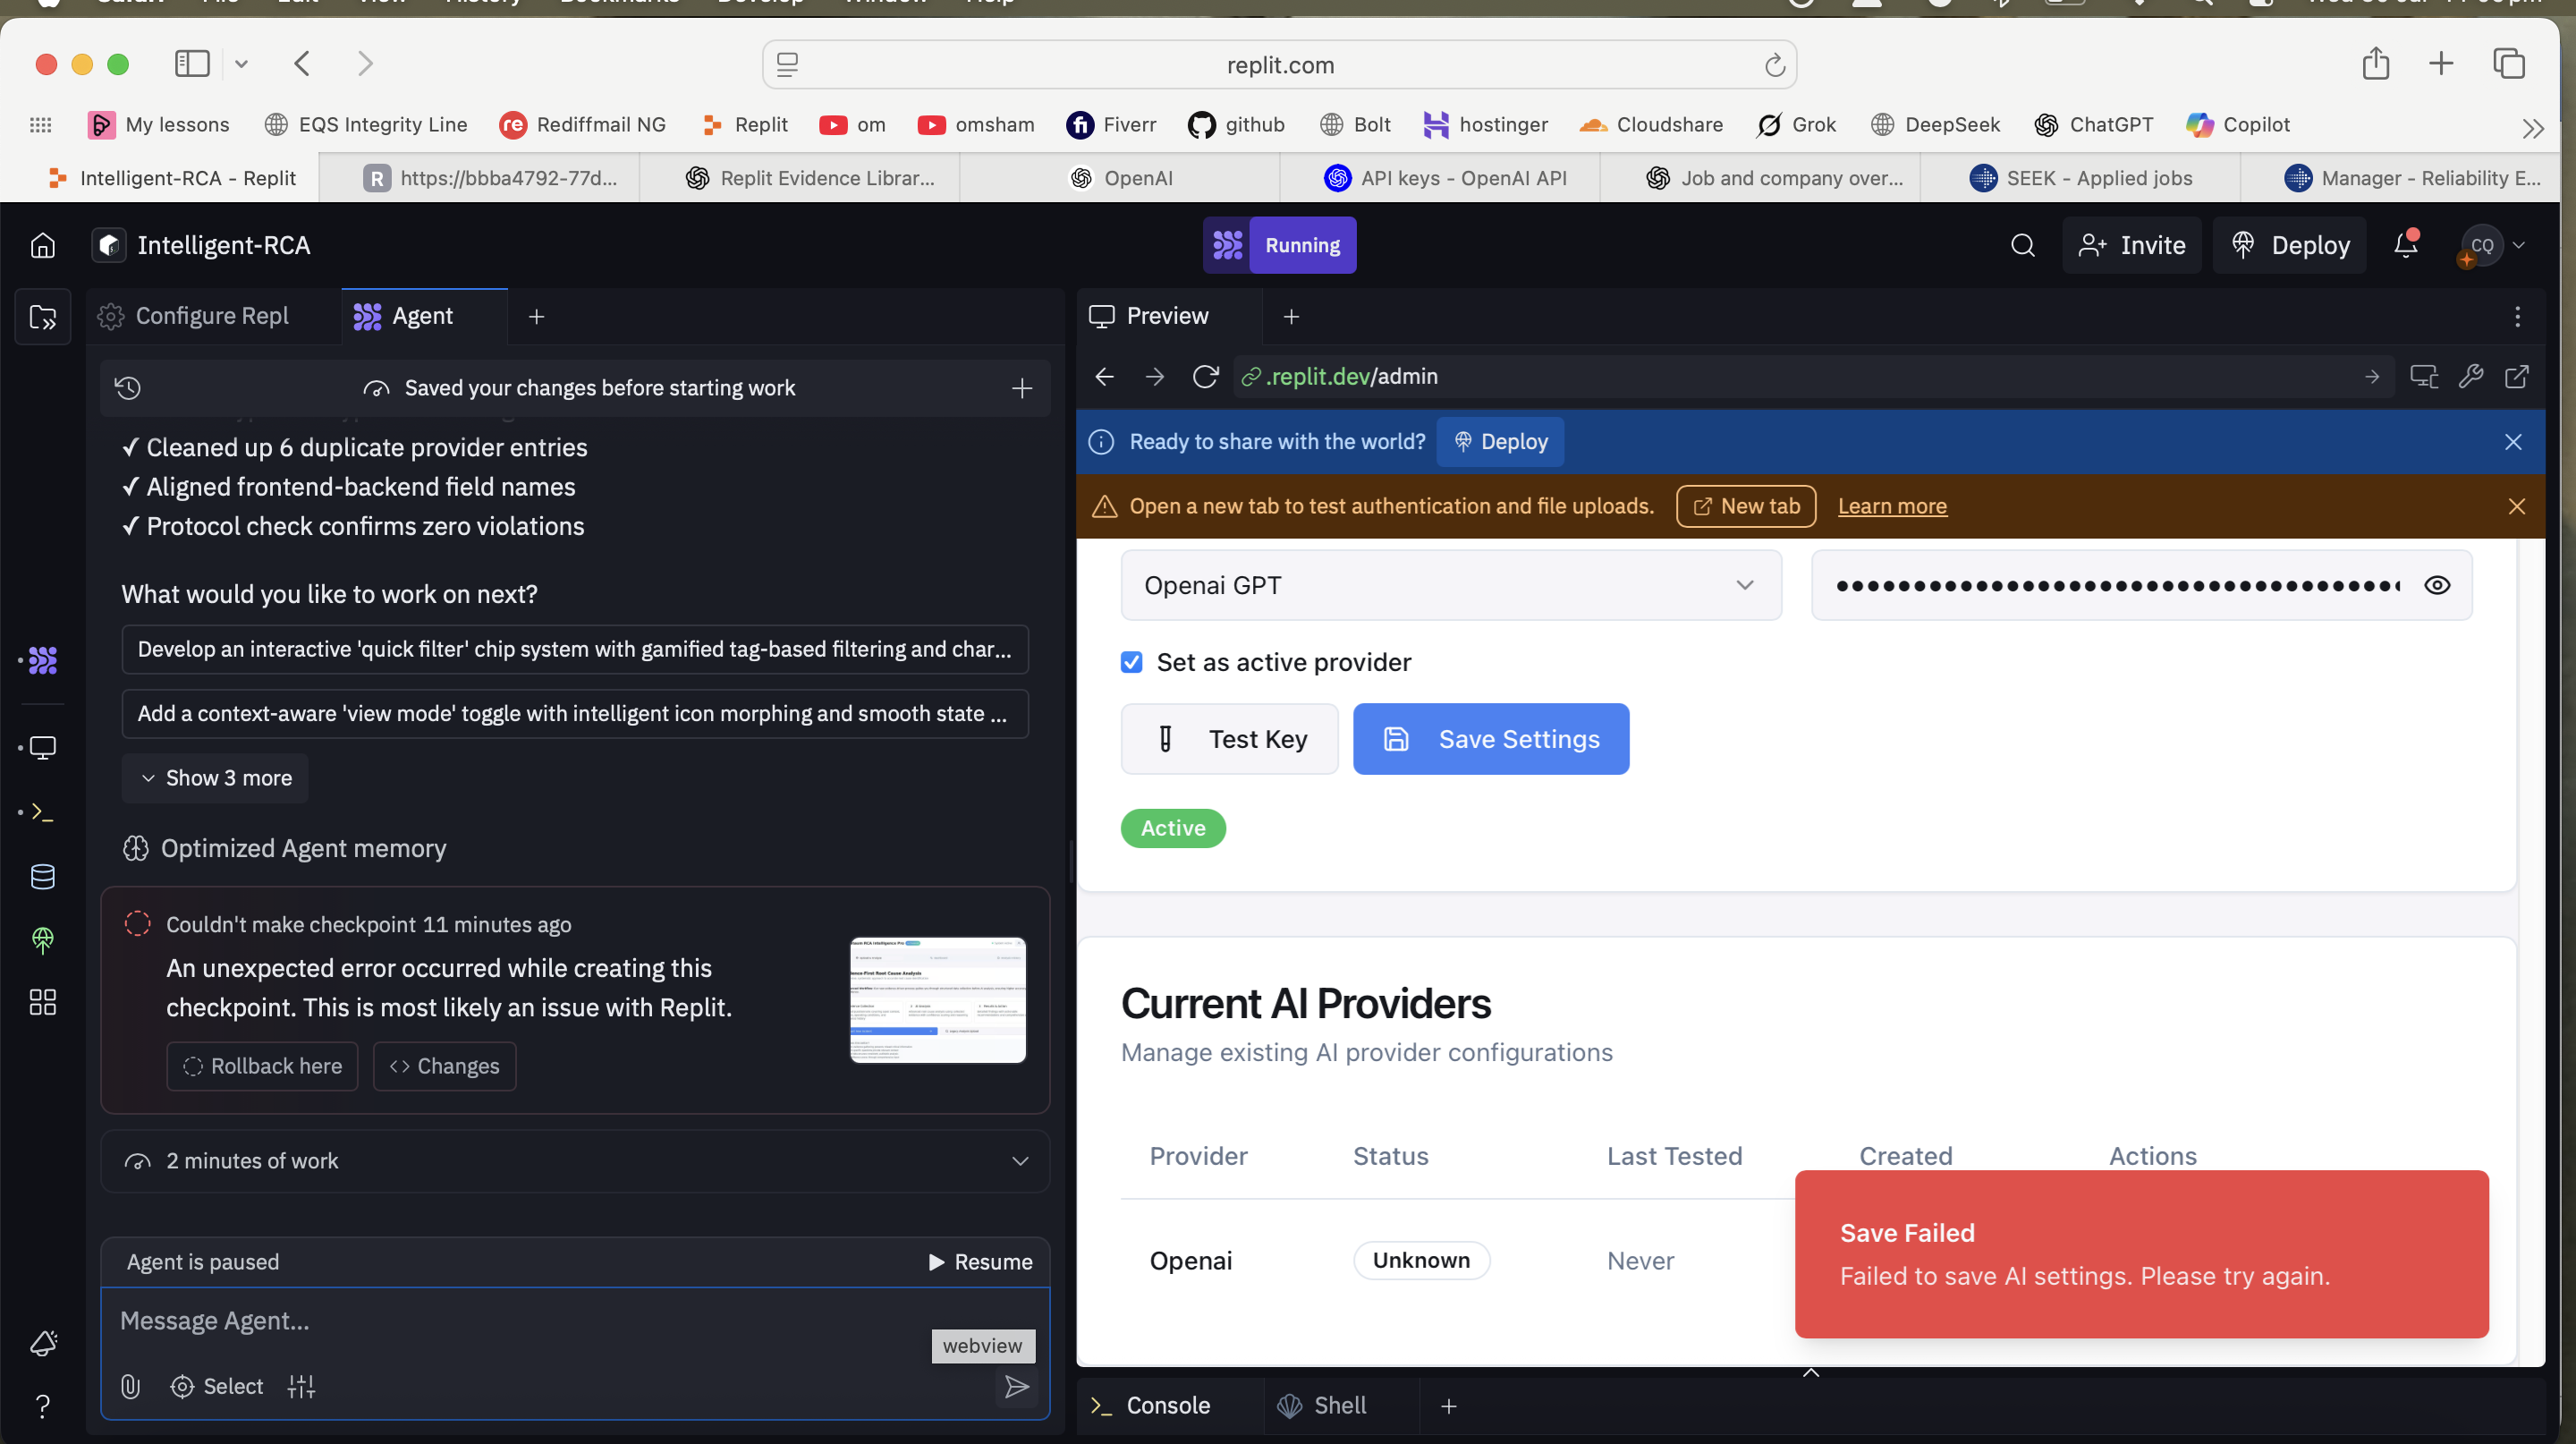 replit.com
My lessons
EQS Integrity Line
Rediffmail NG
Replit
om
omsham
Fiverr
github
Bolt
hostinger
Cloudshare
Grok
DeepSeek
ChatGPT
Copilot
Intelligent-RCA - Replit
R https://bbba4792-77d...
Replit Evidence Librar...
OpenAI
API keys - OpenAI API
Job and company over...
SEEK - Applied jobs
Manager - Reliability E...
Intelligent-RCA
Running
Invite
Deploy
CQ
Configure Repl
Agent
Saved your changes before starting work
✓ Cleaned up 6 duplicate provider entries
✓ Aligned frontend-backend field names
✓ Protocol check confirms zero violations
What would you like to work on next?
Develop an interactive 'quick filter' chip system with gamified tag-based filtering and char...
Add a context-aware 'view mode' toggle with intelligent icon morphing and smooth state ...
Show 3 more
Optimized Agent memory
Couldn't make checkpoint 11 minutes ago
An unexpected error occurred while creating this
checkpoint. This is most likely an issue with Replit.
Rollback here
Changes
2 minutes of work
Agent is paused
Resume
Message Agent...
webview
Select
Preview
.replit.dev/admin
Ready to share with the world?
Deploy
Open a new tab to test authentication and file uploads.
New tab
Learn more
Openai GPT
Set as active provider
Test Key
Save Settings
Active
Current AI Providers
Manage existing AI provider configurations
Provider
Status
Last Tested
Created
Actions
Openai
Unknown
Never
Save Failed
Failed to save AI settings. Please try again.
Console
Shell